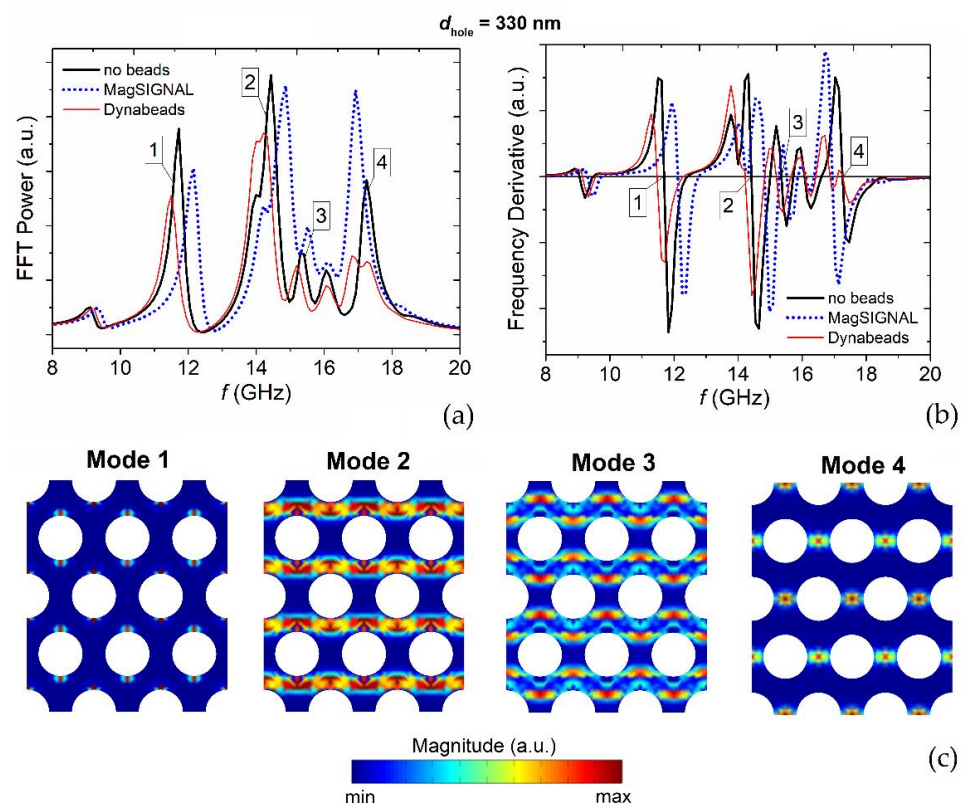 d_hole = 330 nm
FFT Power (a.u.)
no beads
MagSIGNAL
Dynabeads
1
2
3
4
8 10 12 14 16 18 20
f (GHz)
(a)
Frequency Derivative (a.u.)
1
2
3
4
no beads
MagSIGNAL
Dynabeads
8 10 12 14 16 18 20
f (GHz)
(b)
Mode 1
Mode 2
Mode 3
Mode 4
Magnitude (a.u.)
min max
(c)